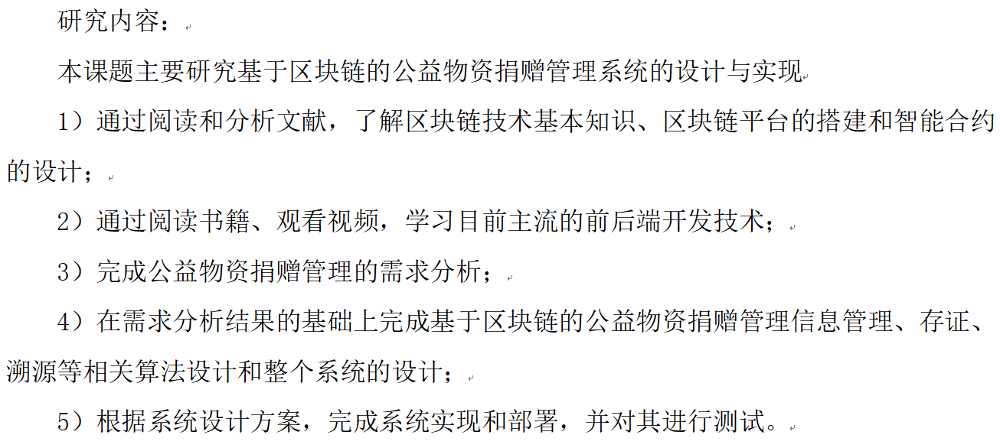 研究内容：
本课题主要研究基于区块链的公益物资捐赠管理系统的设计与实现
1）通过阅读和分析文献，了解区块链技术基本知识、区块链平台的搭建和智能合约
的设计；
2）通过阅读书籍、观看视频，学习目前主流的前后端开发技术；
3）完成公益物资捐赠管理的需求分析；
4）在需求分析结果的基础上完成基于区块链的公益物资捐赠管理信息管理、存证、
溯源等相关算法设计和整个系统的设计；
5）根据系统设计方案，完成系统实现和部署，并对其进行测试。